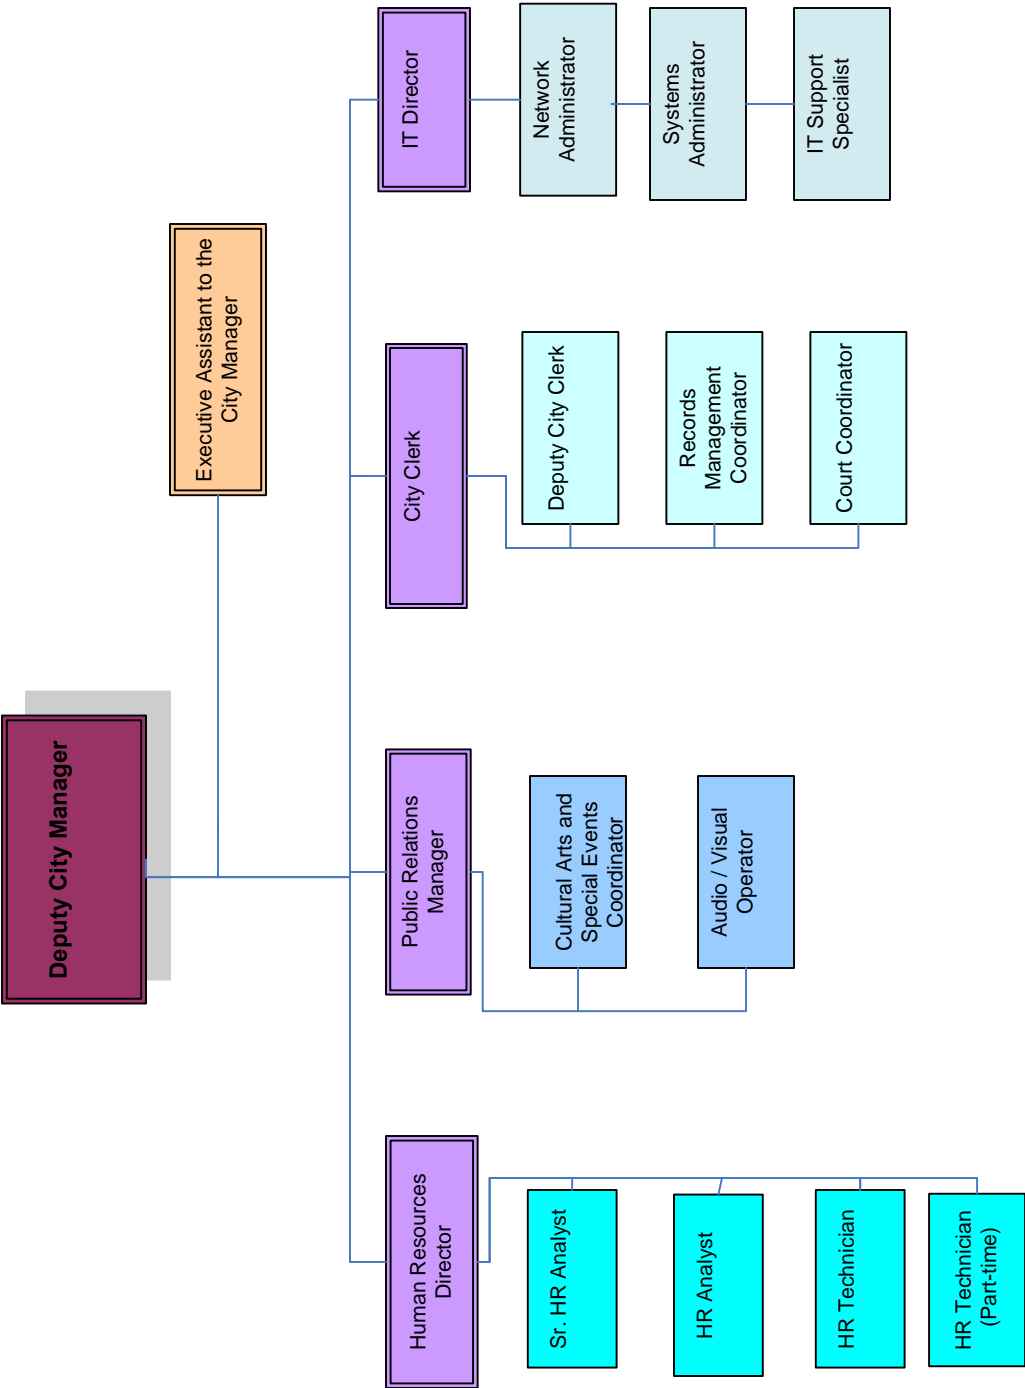 Deputy City Manager
Executive Assistant to the
City Manager
Human Resources
Director
Public Relations
Manager
City Clerk
IT Director
Sr. HR Analyst
HR Analyst
HR Technician
HR Technician
(Part-time)
Cultural Arts and
Special Events
Coordinator
Audio / Visual
Operator
Deputy City Clerk
Records
Management
Coordinator
Court Coordinator
Network
Administrator
Systems
Administrator
IT Support
Specialist